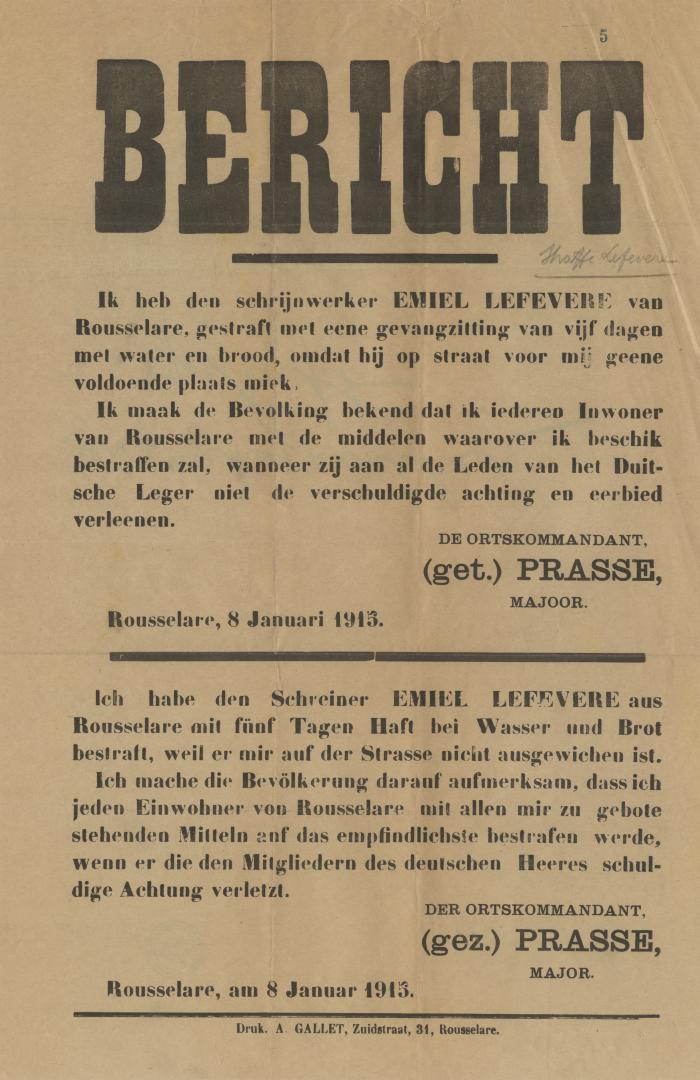 5
BERICHT
Lefevere
Ik heb den schrijnwerker EMIEL LEFEVERE van
Rousselare, gestraft met eene gevangzitting van vijf dagen
met water en brood, omdat hij op straat voor mij geene
voldoende plaats miek.
Ik maak de Bevolking bekend dat ik iederen Inwoner
van Rousselare met de middelen waarover ik beschik
bestraffen zal, wanneer zij aan al de Leden van het Duit-
sche Leger niet de verschuldigde achting en eerbied
verleenen.
DE ORTSKOMMANDANT,
(get.) PRASSE,
MAJOOR.
Rousselare, 8 Januari 1915.
Ich habe den Schreiner EMIEL LEFEVERE aus
Rousselare mit fünf Tagen Haft bei Wasser und Brot
bestraft, weil er mir auf der Strasse nicht ausgewichen ist.
Ich mache die Bevölkerung darauf aufmerksam, dass ich
jeden Einwohner von Rousselare mit allen mir zu gebote
stehenden Mitteln auf das empfindlichste bestrafen werde,
wenn er die den Mitgliedern des deutschen Heeres schul-
dige Achtung verletzt.
DER ORTSKOMMANDANT,
(gez.) PRASSE,
MAJOR.
Rousselare, am 8 Januar 1915.
Druk. A. GALLET, Zuidstraat, 31, Rousselare.